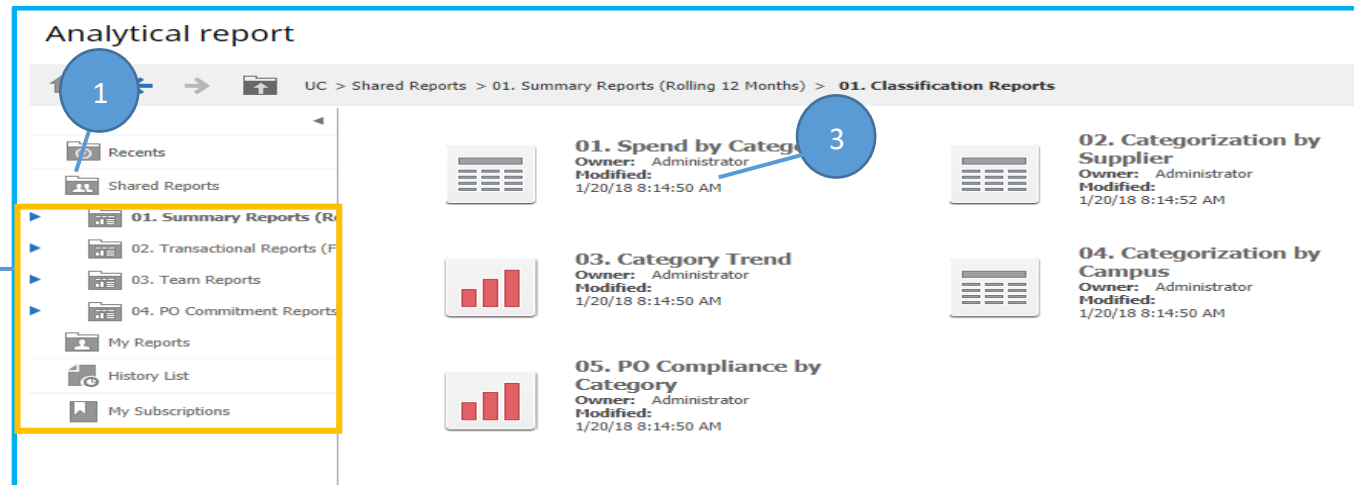 Analytical report
1
UC > Shared Reports > 01. Summary Reports (Rolling 12 Months) > 01. Classification Reports
Recents
Shared Reports
01. Summary Reports (R
02. Transactional Reports (F
03. Team Reports
04. PO Commitment Reports
My Reports
History List
My Subscriptions
01. Spend by Categ
3
Owner: Administrator
Modified:
1/20/18 8:14:50 AM
02. Categorization by
Supplier
Owner: Administrator
Modified:
1/20/18 8:14:52 AM
03. Category Trend
Owner: Administrator
Modified:
1/20/18 8:14:50 AM
04. Categorization by
Campus
Owner: Administrator
Modified:
1/20/18 8:14:50 AM
05. PO Compliance by
Category
Owner: Administrator
Modified:
1/20/18 8:14:50 AM